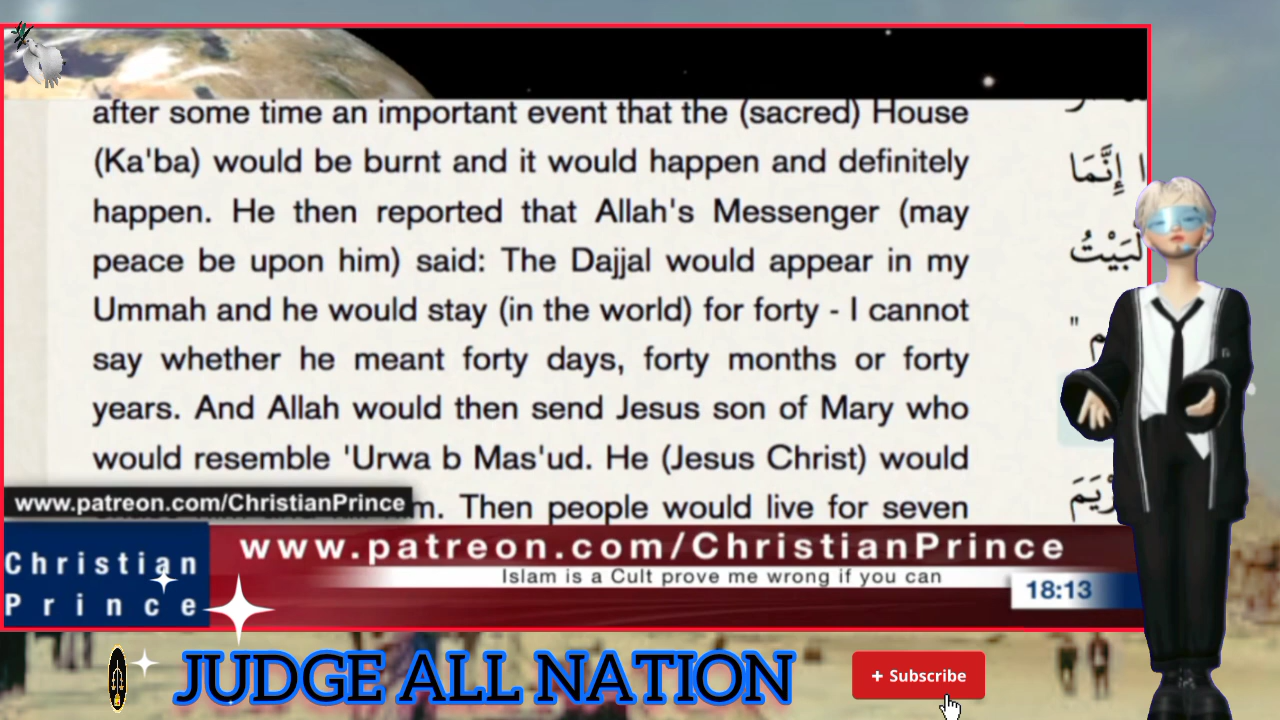 after some time an important event that the (sacred) House
(Ka'ba) would be burnt and it would happen and definitely
إِنَّمَا
happen. He then reported that Allah's Messenger (may
peace be upon him) said: The Dajjal would appear in my
Ummah and he would stay (in the world) for forty - I cannot
"
say whether he meant forty days, forty months or forty
years. And Allah would then send Jesus son of Mary who
would resemble 'Urwa b Mas'ud. He (Jesus Christ) would
Then people would live for seven
www.patreon.com/ChristianPrince
www.patreon.com/ChristianPrince
Islam is a Cult prove me wrong if you can
Christian
Prince
18:13
JUDGE ALL NATION
+ Subscribe